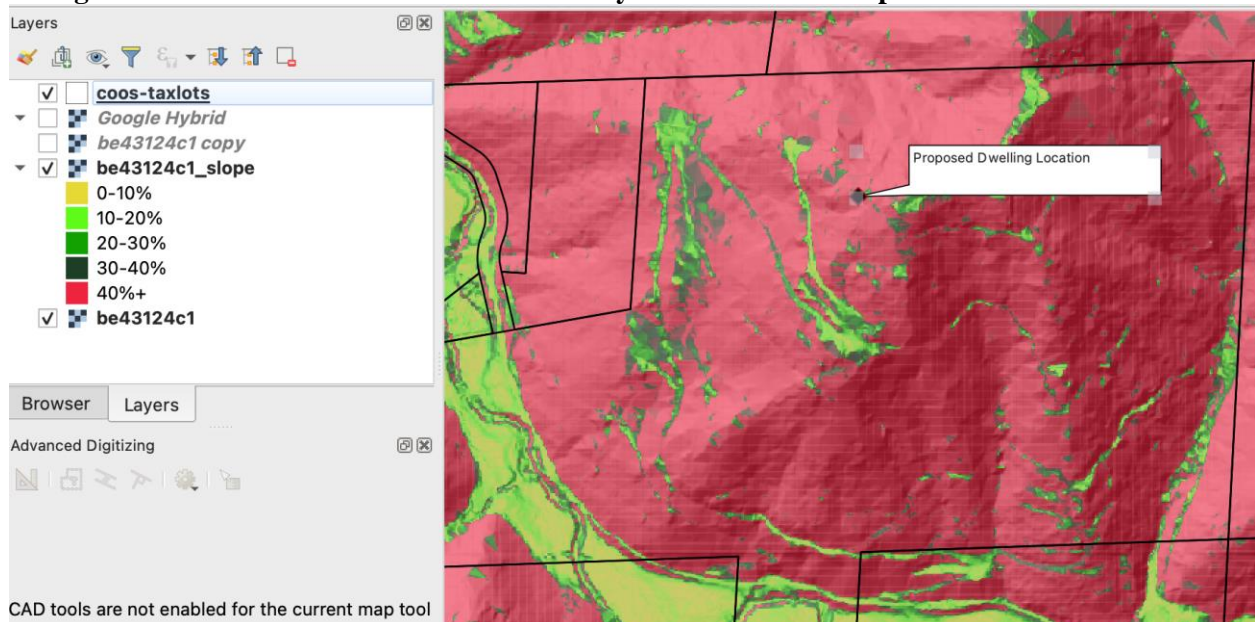 Layers
coos-taxlots
Google Hybrid
be43124c1 copy
be43124c1_slope
0-10%
10-20%
20-30%
30-40%
40%+
be43124c1
Browser Layers
Advanced Digitizing
CAD tools are not enabled for the current map tool
Proposed Dwelling Location